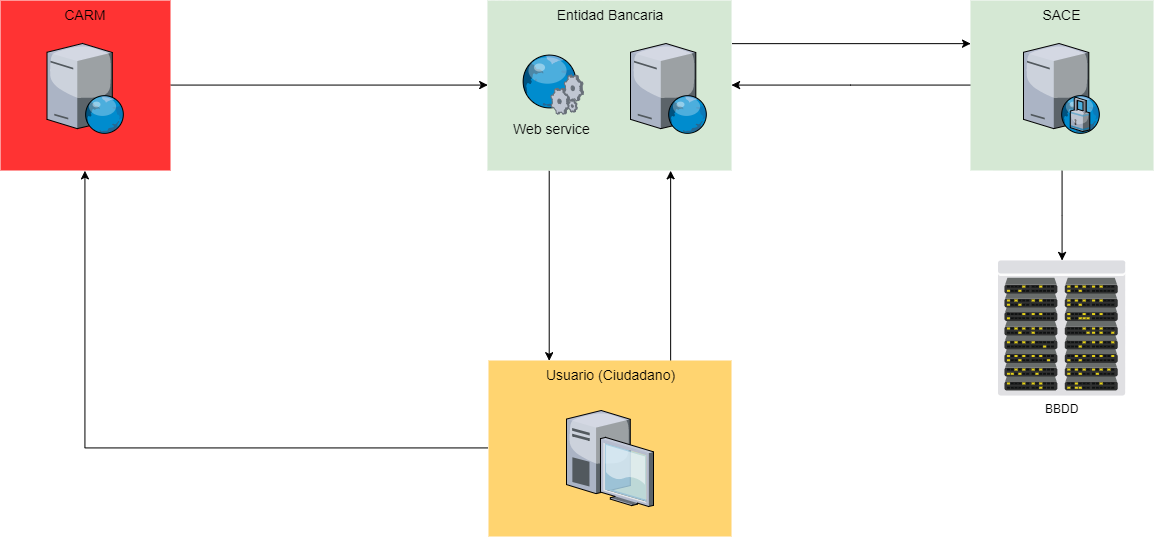 CARM
Entidad Bancaria
SACE
Web service
Usuario (Ciudadano)
BBDD